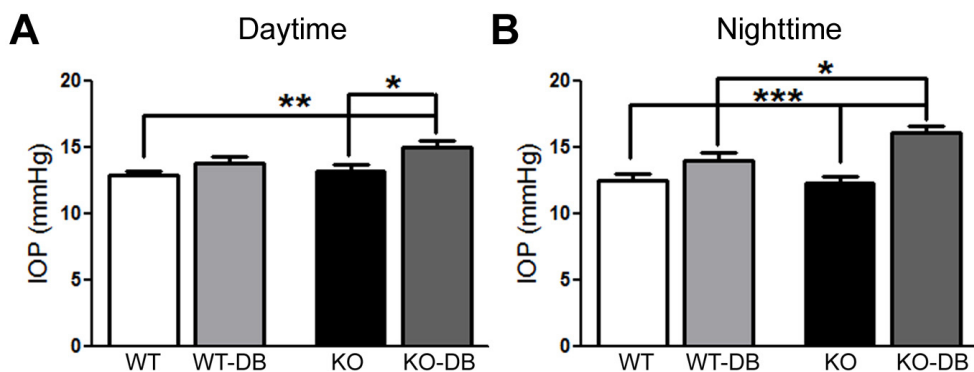 A Daytime
IOP (mmHg)
20
15
10
5
0
** *
WT WT-DB KO KO-DB
B Nighttime
IOP (mmHg)
20
15
10
5
0
*
***
WT WT-DB KO KO-DB